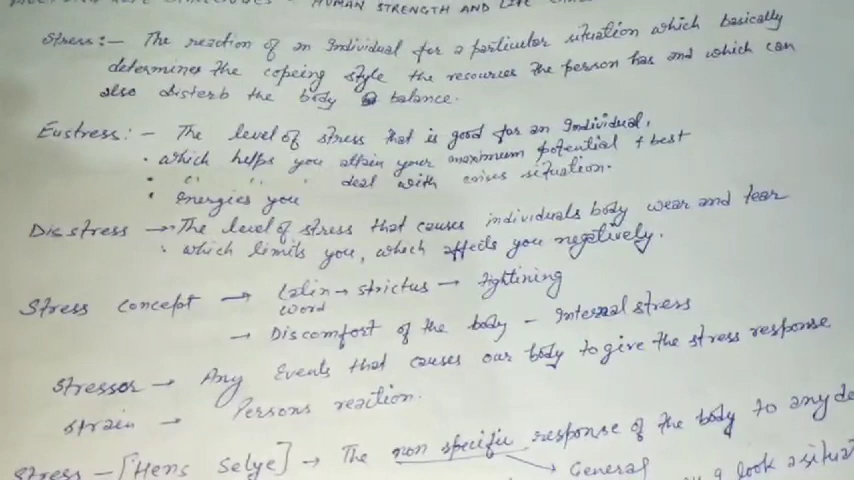 HUMAN STRENGTH AND LIFE
Stress:- The reaction of an Individual for a particular situation which basically
determines the copeing style the resources the person has and which can
also disturb the body balance.
Eustress:- The level of stress that is good for an Individual,
• which helps you attain your maximum potential + best
• " " " deal with crises situation.
• energies you
Disstress → The level of stress that causes individuals body wear and tear
• which limits you, which affects you negatively.
Stress concept → Latin → strictus → tightining
word
→ Discomfort of the body - Internal stress
Stressor → Any Events that causes our body to give the stress response
Strain → Persons reaction.
Stress - [Hens Selye] → The non specific response of the body to any
→ General
look a